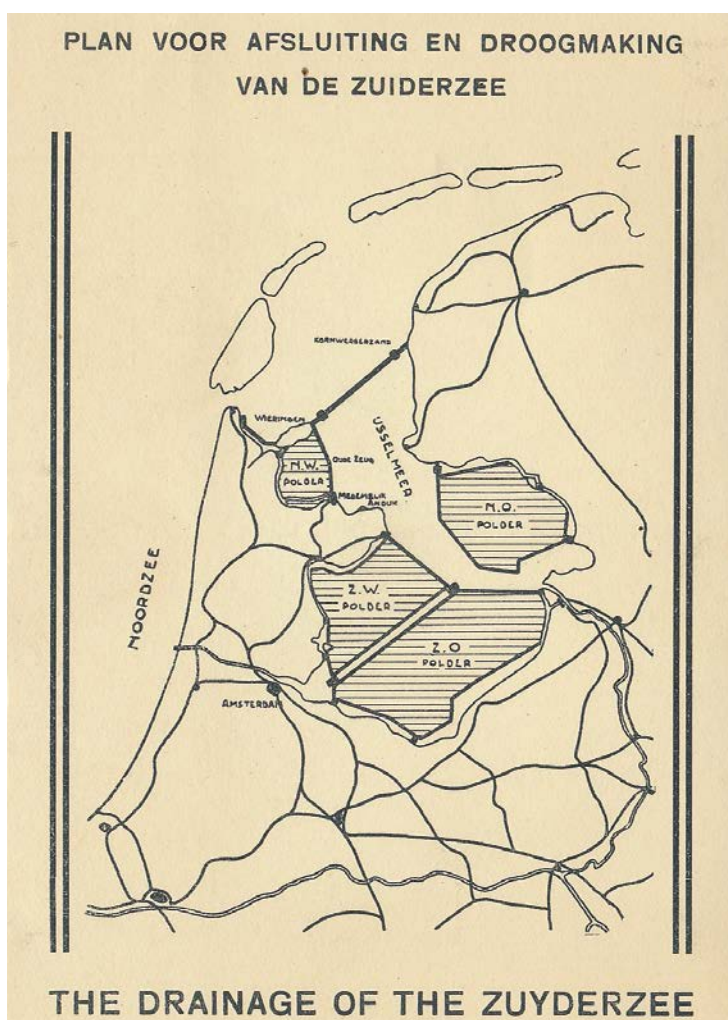 PLAN VOOR AFSLUITING EN DROOGMAKING
VAN DE ZUIDERZEE
KORNWERDERZAND
WIERINGEN
IJSSELMEER
OUDE ZEUG
N.W.
POLDER
MEDEMBLIK
ANDIJK
N.O.
POLDER
NOORDZEE
Z.W.
POLDER
Z.O
POLDER
AMSTERDAM
THE DRAINAGE OF THE ZUYDERZEE